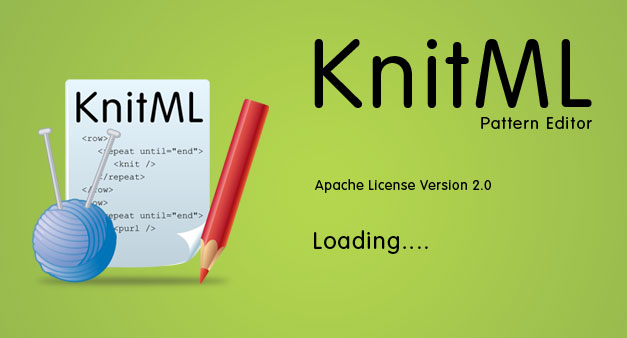 KnitML
Pattern Editor
Apache License Version 2.0
Loading....
KnitML
<row>
<repeat until="end">
<knit />
</repeat>
</row>
<row>
<repeat until="end">
<purl />